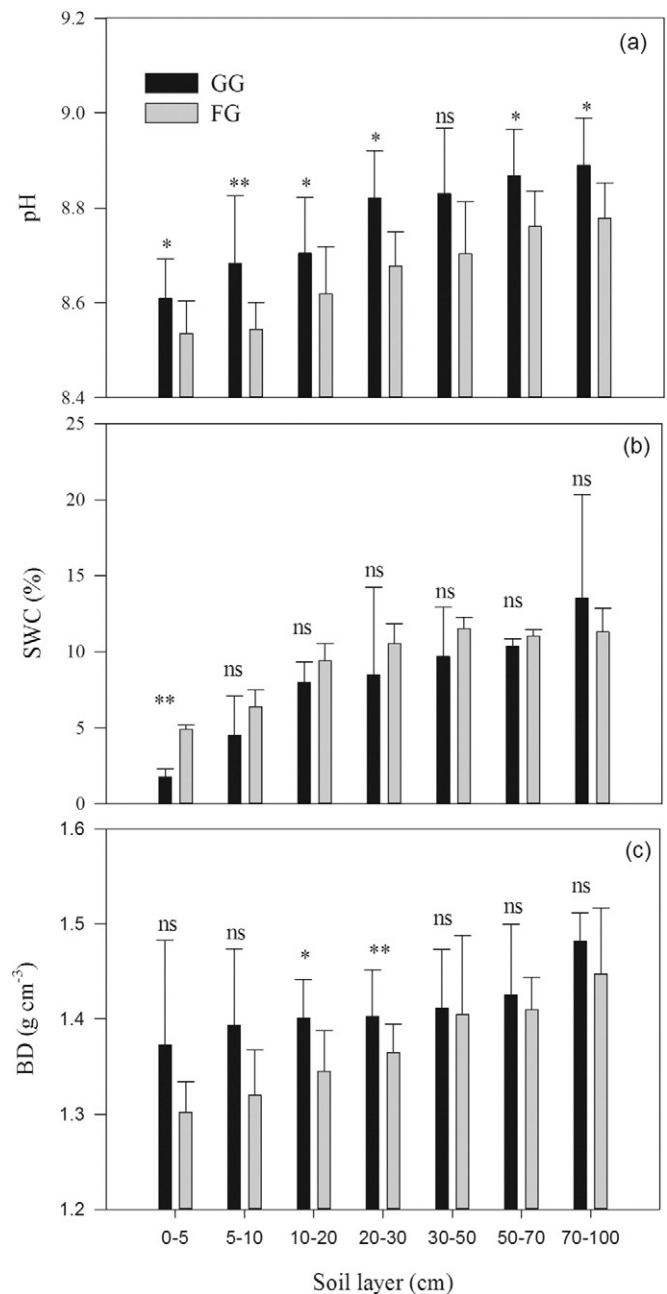 (a)
GG
FG
pH
9.2
9.0
8.8
8.6
8.4
* ** * * ns * *
(b)
SWC (%)
25
20
15
10
5
0
** ns ns ns ns ns ns
(c)
BD (g cm⁻³)
1.6
1.5
1.4
1.3
1.2
ns ns * ** ns ns ns
0-5 5-10 10-20 20-30 30-50 50-70 70-100
Soil layer (cm)